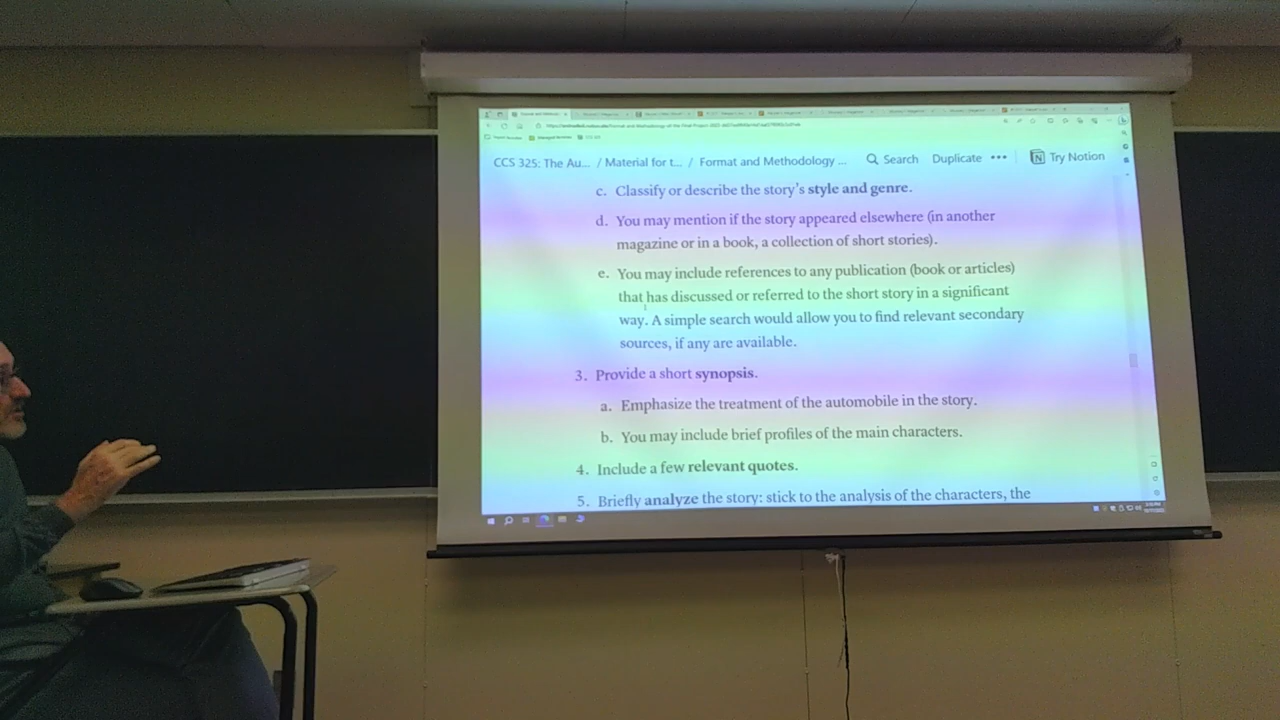 CCS 325: The Au... / Material for t... / Format and Methodology ... Search Duplicate ••• Try Notion
c. Classify or describe the story's style and genre.
d. You may mention if the story appeared elsewhere (in another
magazine or in a book, a collection of short stories).
e. You may include references to any publication (book or articles)
that has discussed or referred to the short story in a significant
way. A simple search would allow you to find relevant secondary
sources, if any are available.
3. Provide a short synopsis.
a. Emphasize the treatment of the automobile in the story.
b. You may include brief profiles of the main characters.
4. Include a few relevant quotes.
5. Briefly analyze the story: stick to the analysis of the characters, the